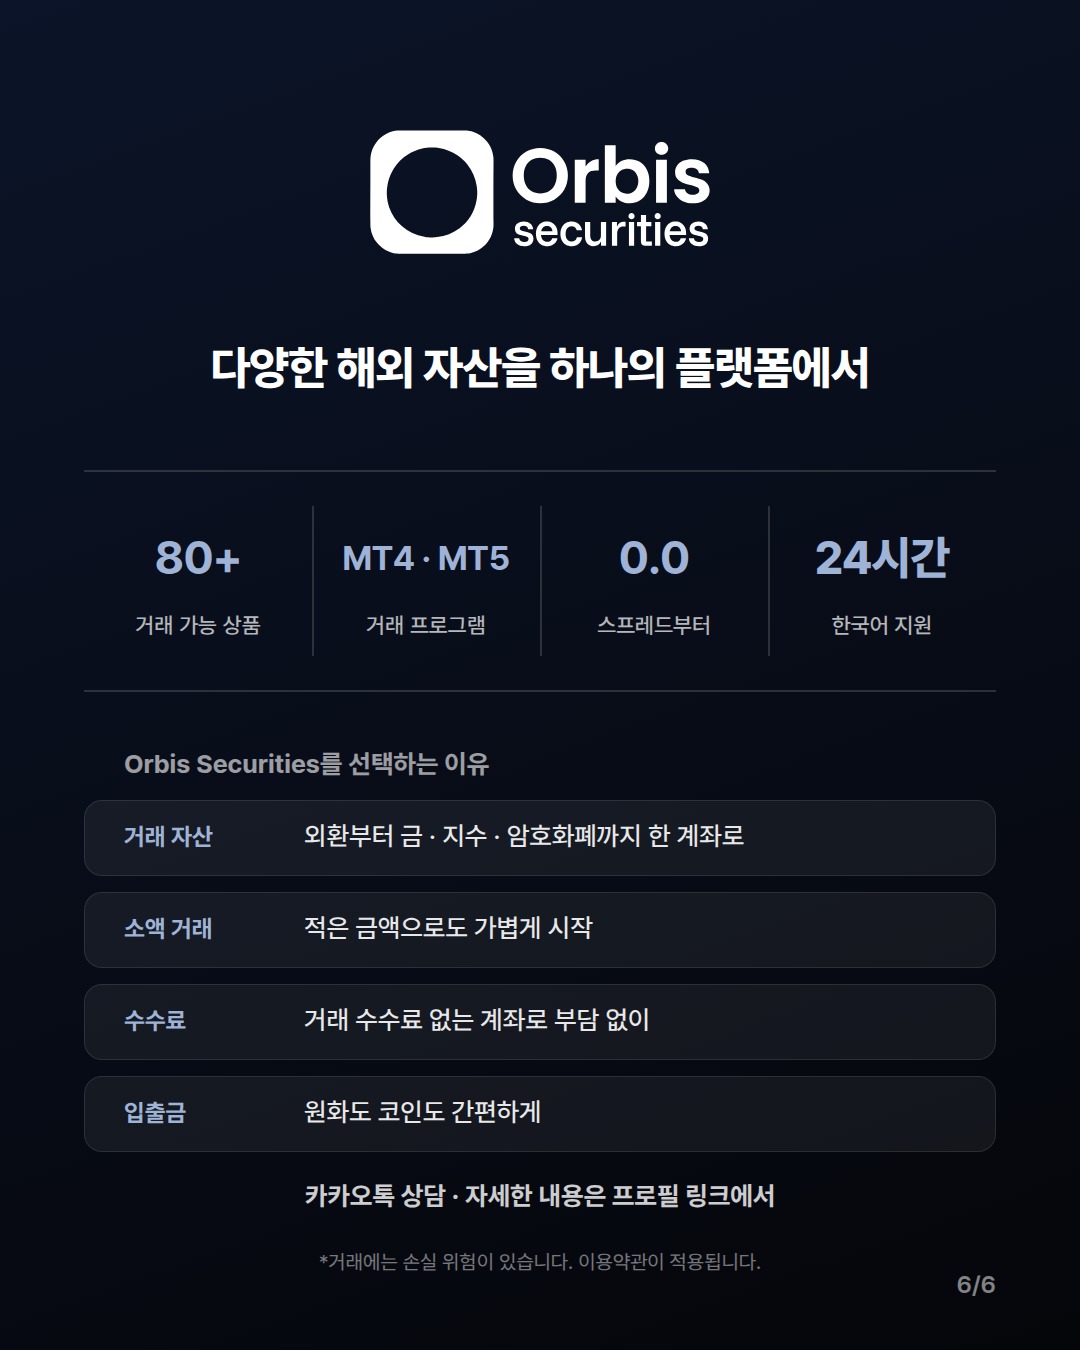 Orbis
securities
다양한 해외 자산을 하나의 플랫폼에서
80+
거래 가능 상품
MT4 · MT5
거래 프로그램
0.0
스프레드부터
24시간
한국어 지원
Orbis Securities를 선택하는 이유
거래 자산 외환부터 금 · 지수 · 암호화폐까지 한 계좌로
소액 거래 적은 금액으로도 가볍게 시작
수수료 거래 수수료 없는 계좌로 부담 없이
입출금 원화도 코인도 간편하게
카카오톡 상담 · 자세한 내용은 프로필 링크에서
*거래에는 손실 위험이 있습니다. 이용약관이 적용됩니다.
6/6